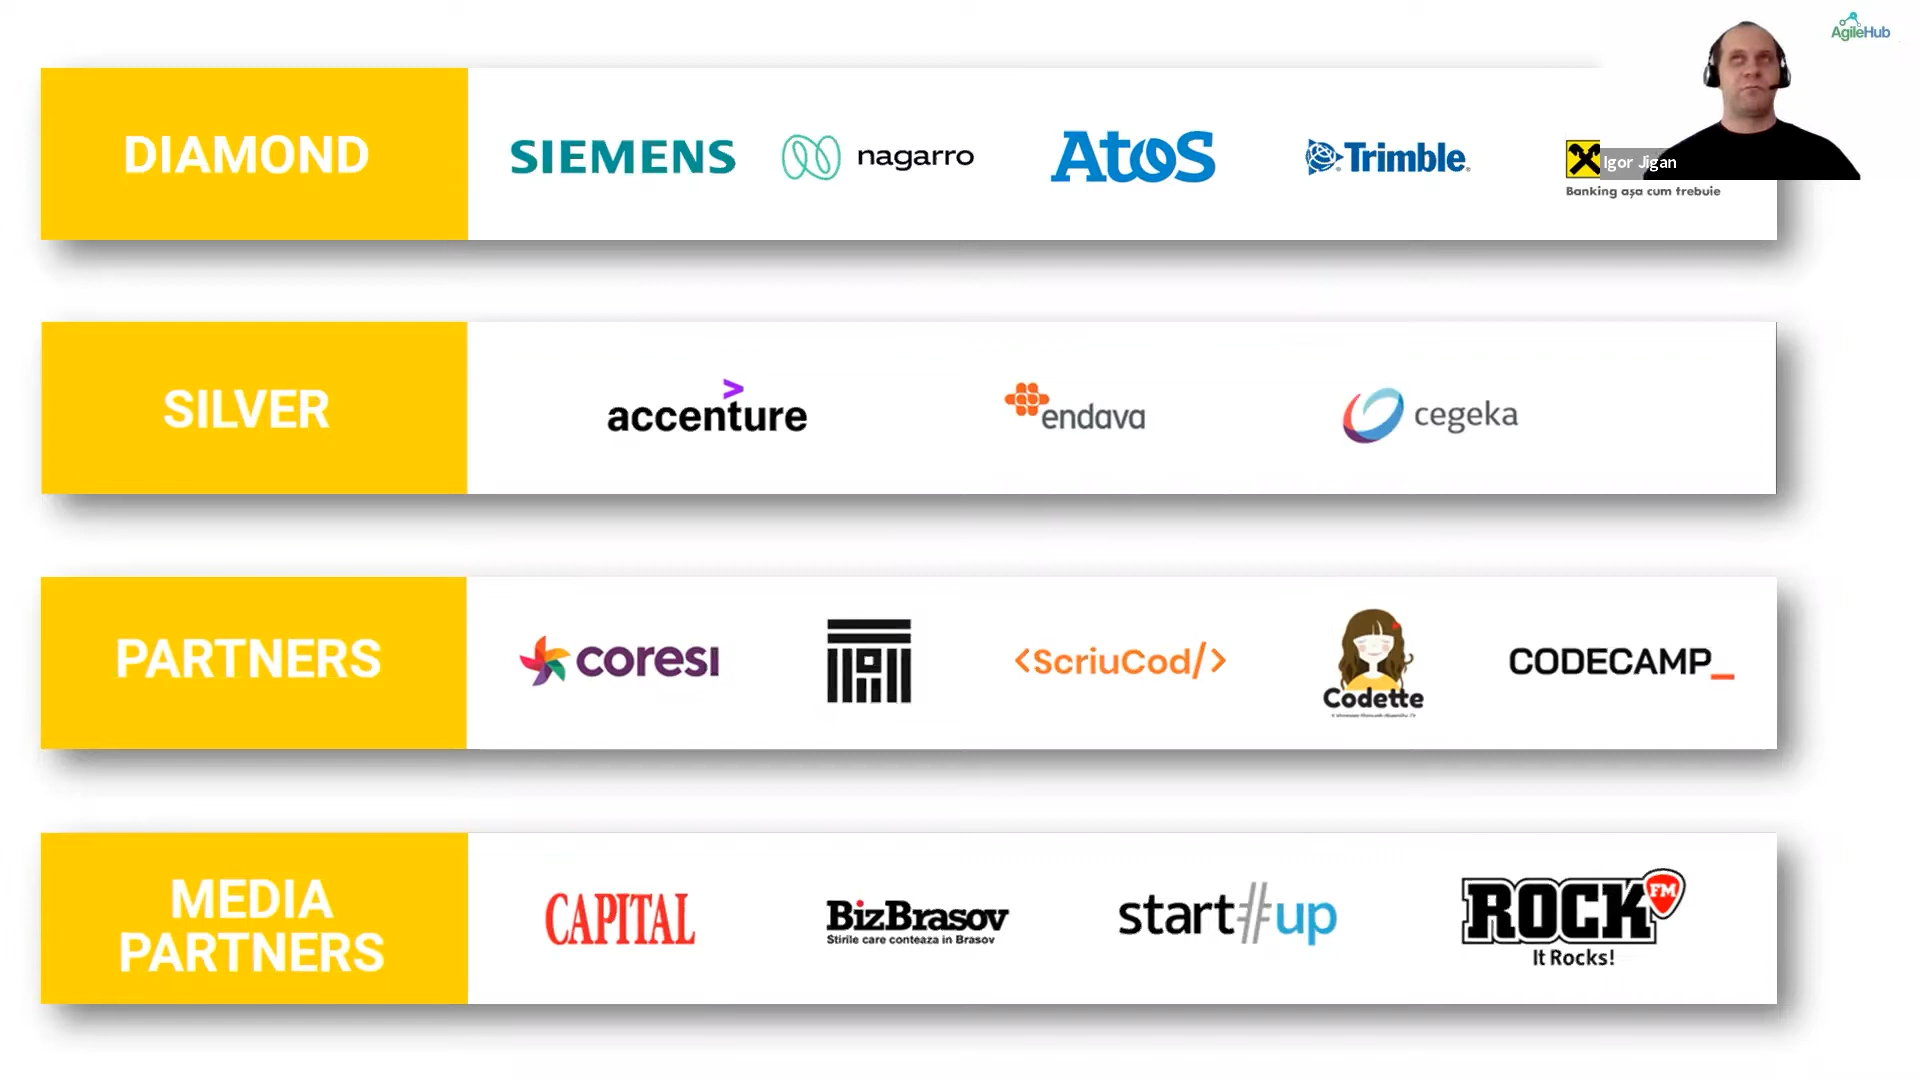 AgileHub
DIAMOND
SIEMENS
nagarro
Atos
Trimble
Igor Jigan
Banking așa cum trebuie
SILVER
accenture
endava
cegeka
PARTNERS
coresi
<ScriuCod/>
Codette
CODECAMP_
MEDIA
PARTNERS
CAPITAL
BizBrasov
Stirile care conteaza in Brasov
start#up
ROCK FM
It Rocks!